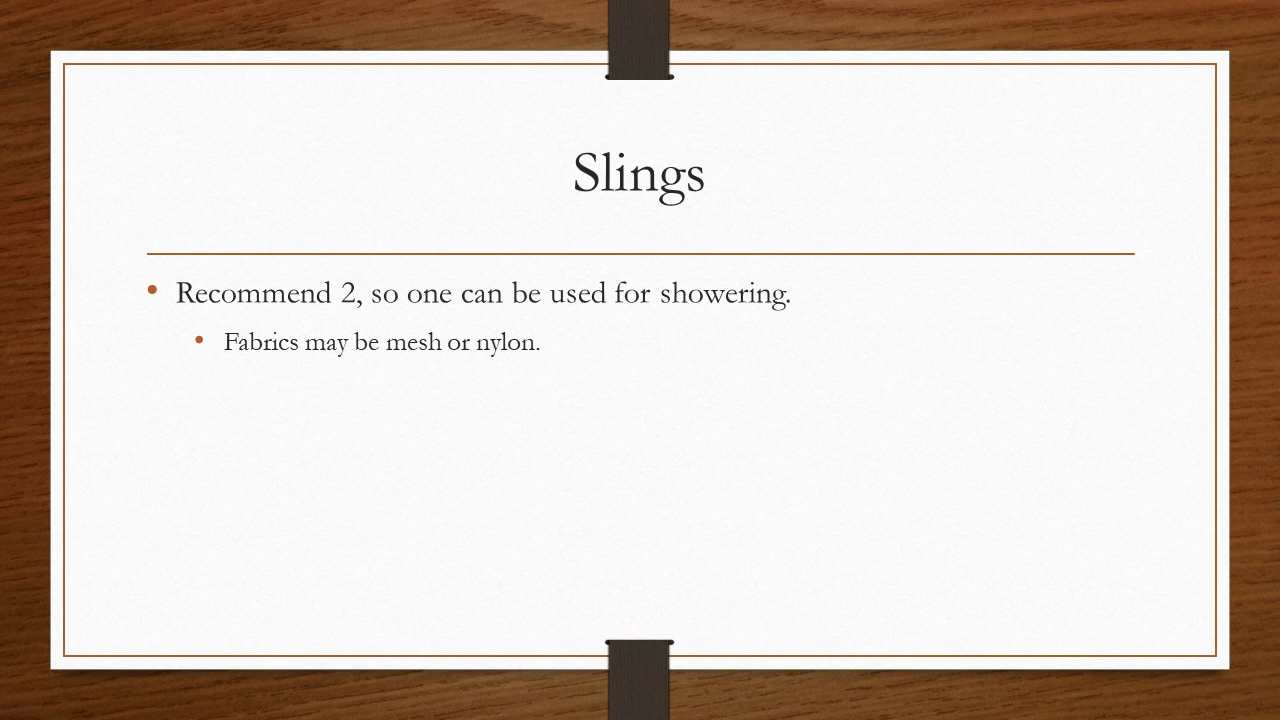 Slings
• Recommend 2, so one can be used for showering.
• Fabrics may be mesh or nylon.